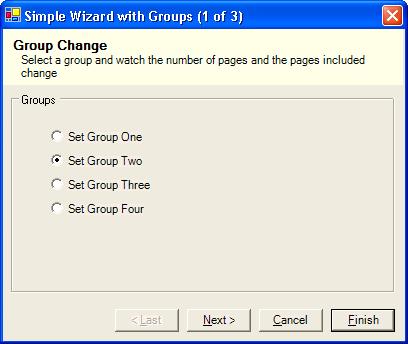 Simple Wizard with Groups (1 of 3)
Group Change
Select a group and watch the number of pages and the pages included
change
Groups
Set Group One
Set Group Two
Set Group Three
Set Group Four
< Last Next > Cancel Finish